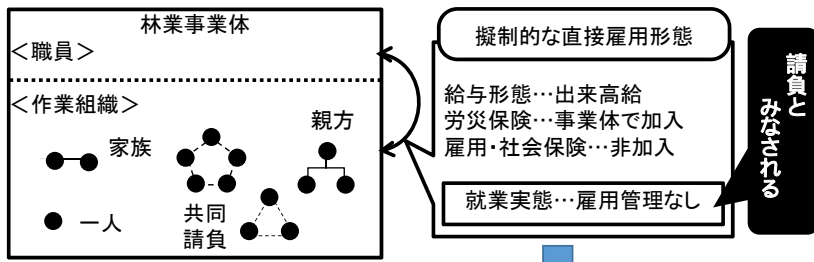 林業事業体
＜職員＞
＜作業組織＞
家族
親方
一人
共同
請負
擬制的な直接雇用形態
給与形態…出来高給
労災保険…事業体で加入
雇用・社会保険…非加入
就業実態…雇用管理なし
請負と
みなされる